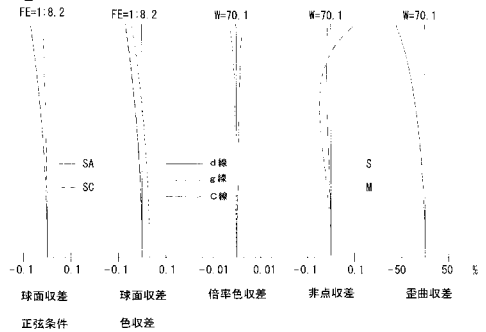 FE=1:8.2 FE=1:8.2 W=70.1 W=70.1 W=70.1
SA d線 S
g線
SC C線 M
-0.1 0.1 -0.1 0.1 -0.01 0.01 -0.1 0.1 -50 50 %
球面収差 球面収差 倍率色収差 非点収差 歪曲収差
正弦条件 色収差